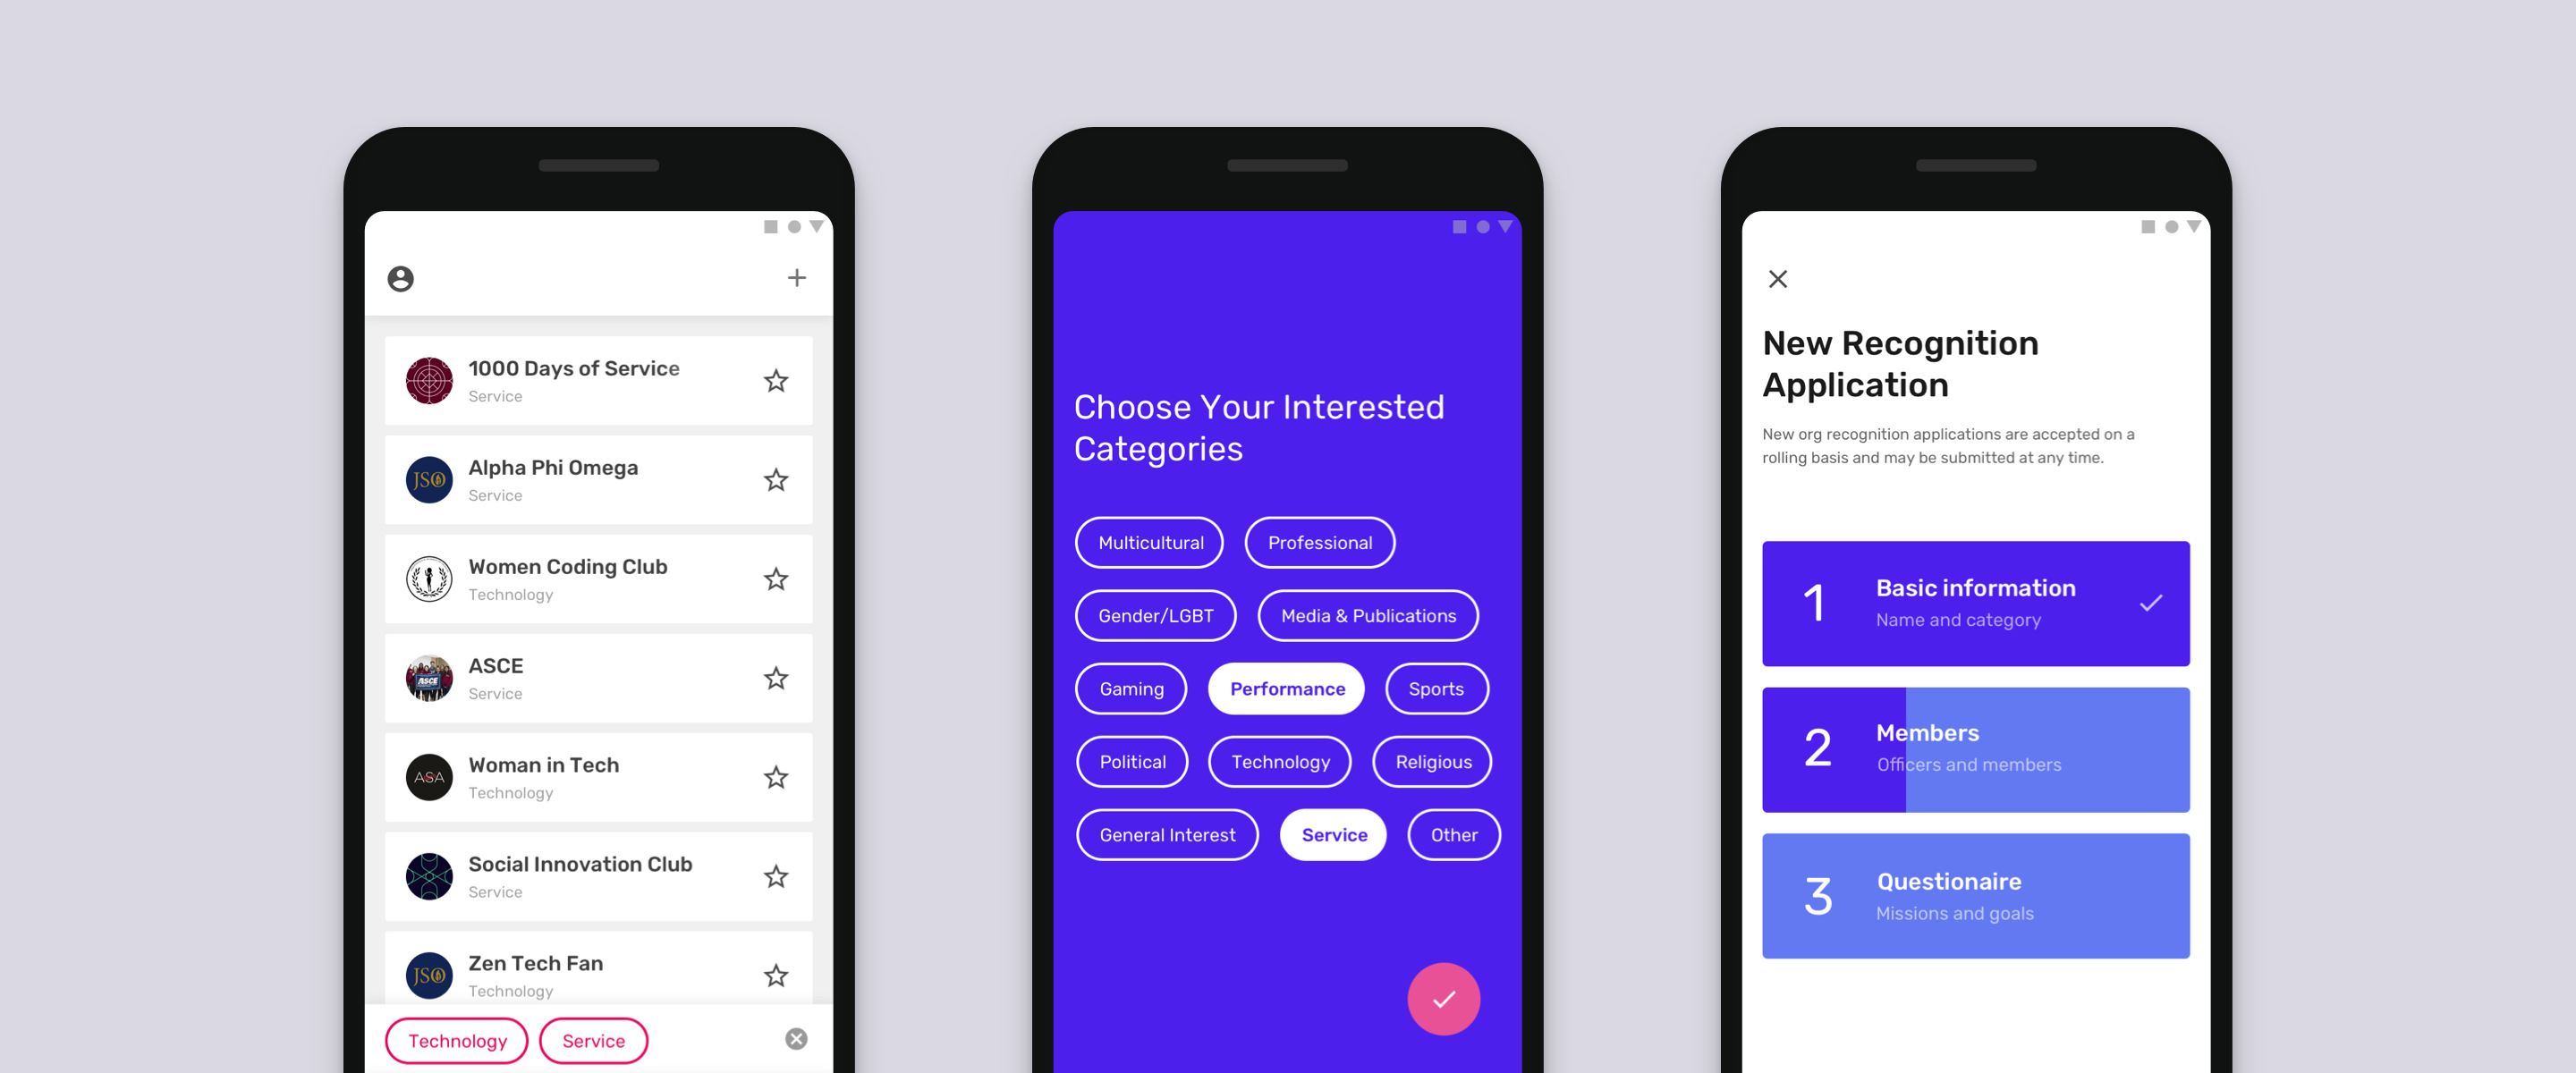 1000 Days of Service
Service
JSO
Alpha Phi Omega
Service
Women Coding Club
Technology
ASCE
ASCE
Service
ASA
Woman in Tech
Technology
Social Innovation Club
Service
JSO
Zen Tech Fan
Technology
Technology
Service
Choose Your Interested
Categories
Multicultural
Professional
Gender/LGBT
Media & Publications
Gaming
Performance
Sports
Political
Technology
Religious
General Interest
Service
Other
New Recognition
Application
New org recognition applications are accepted on a
rolling basis and may be submitted at any time.
1
Basic information
Name and category
2
Members
Officers and members
3
Questionaire
Missions and goals